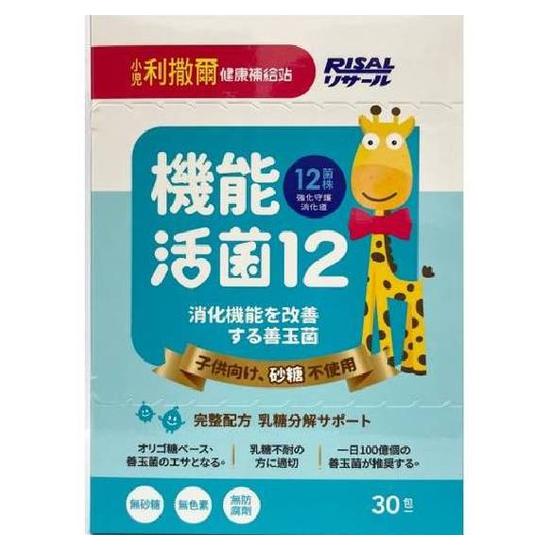 小児利撒爾健康補給站
RISAL
リサール
機能
活菌12
12菌株
強化守護
消化道
消化機能を改善
する善玉菌
子供向け、砂糖不使用
完整配方 乳糖分解サポート
オリゴ糖ベース、
善玉菌のエサとなる。
乳糖不耐の
方に適切
一日100億個の
善玉菌が推奨する。
無砂糖
無色素
無防
腐劑
30包